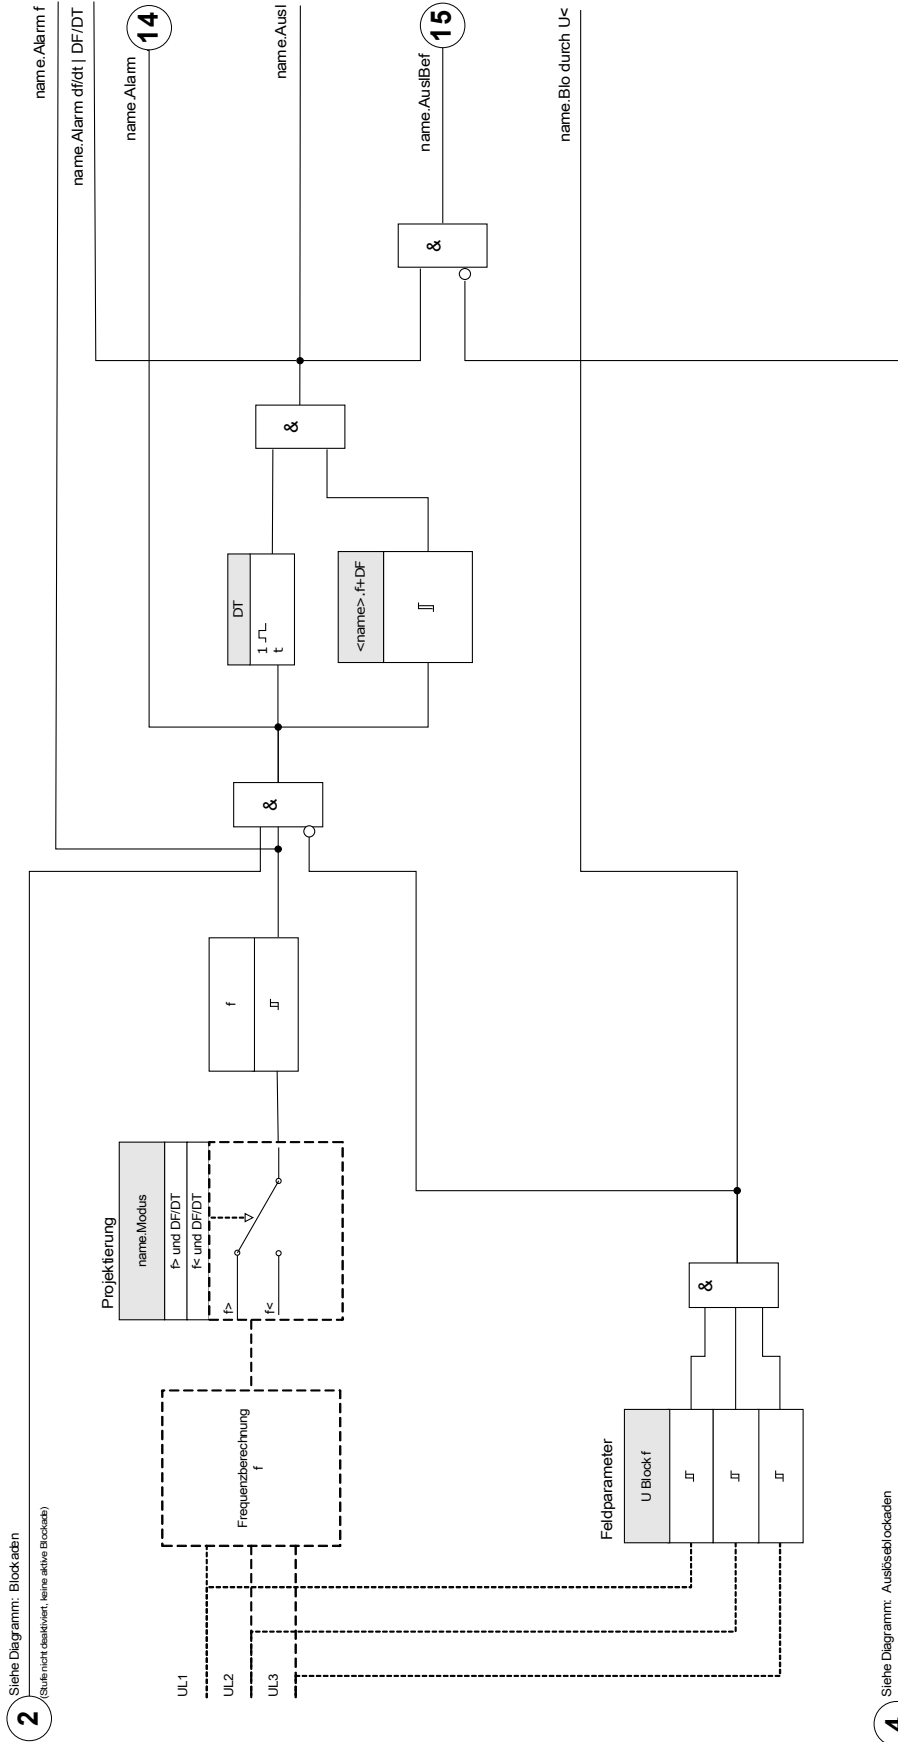 2
Siehe Diagramm: Blockaden
(Stufe nicht deaktiviert, keine aktive Blockade)
UL1
UL2
UL3
Frequenzberechnung
f
Projektierung
name.Modus
f> und DF/DT
f< und DF/DT
f>
f<
f
&
DT
1
t
<name>.f+DF
&
&
name.Alarm f
name.Alarm df/dt | DF/DT
name.Alarm
14
name.Ausl
name.AuslBef
15
name.Blo durch U<
Feldparameter
U Block f
&
4
Siehe Diagramm: Auslöseblockaden